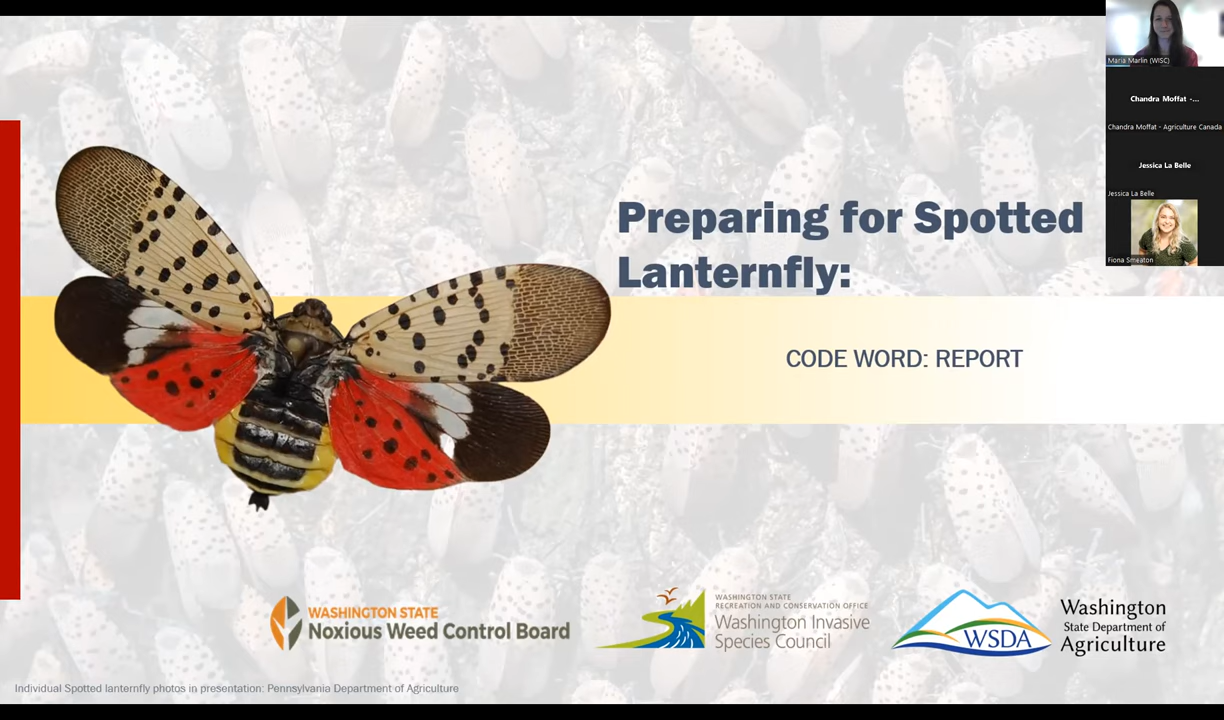 Maria Marlin (WISC)
Chandra Moffat -...
Chandra Moffat - Agriculture Canada
Jessica La Belle
Jessica La Belle
Fiona Smeaton
Preparing for Spotted
Lanternfly:
CODE WORD: REPORT
WASHINGTON STATE
Noxious Weed Control Board
WASHINGTON STATE
RECREATION AND CONSERVATION OFFICE
Washington Invasive
Species Council
WSDA
Washington
State Department of
Agriculture
Individual Spotted lanternfly photos in presentation: Pennsylvania Department of Agriculture